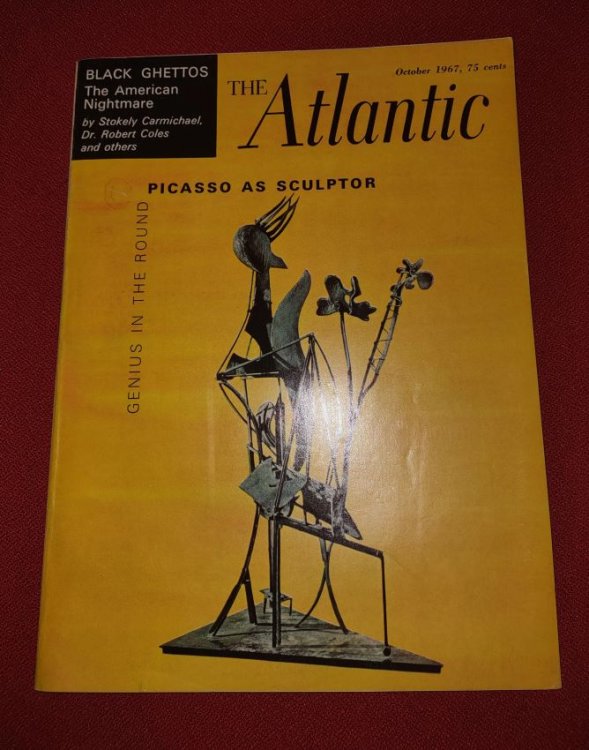 BLACK GHETTOS
The American
Nightmare
by Stokely Carmichael,
Dr. Robert Coles
and others
October 1967, 75 cents
THE Atlantic
PICASSO AS SCULPTOR
GENIUS IN THE ROUND